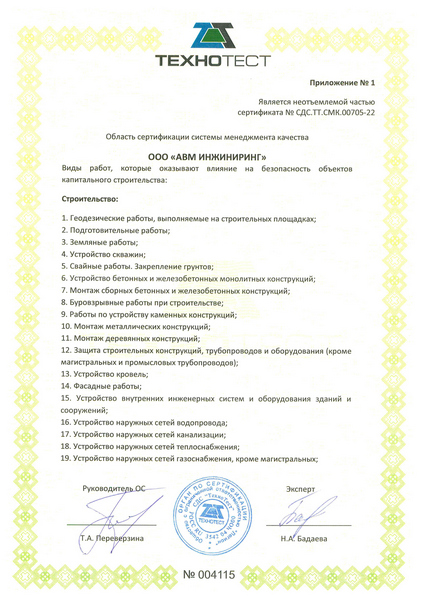 ТЕХНОТЕСТ
Приложение № 1
Является неотъемлемой частью
сертификата № СДС.ТТ.СМК.00705-22
Область сертификации системы менеджмента качества
ООО «АВМ ИНЖИНИРИНГ»
Виды работ, которые оказывают влияние на безопасность объектов
капитального строительства:
Строительство:
1. Геодезические работы, выполняемые на строительных площадках;
2. Подготовительные работы;
3. Земляные работы;
4. Устройство скважин;
5. Свайные работы. Закрепление грунтов;
6. Устройство бетонных и железобетонных монолитных конструкций;
7. Монтаж сборных бетонных и железобетонных конструкций;
8. Буровзрывные работы при строительстве;
9. Работы по устройству каменных конструкций;
10. Монтаж металлических конструкций;
11. Монтаж деревянных конструкций;
12. Защита строительных конструкций, трубопроводов и оборудования (кроме
магистральных и промысловых трубопроводов);
13. Устройство кровель;
14. Фасадные работы;
15. Устройство внутренних инженерных систем и оборудования зданий и
сооружений;
16. Устройство наружных сетей водопровода;
17. Устройство наружных сетей канализации;
18. Устройство наружных сетей теплоснабжения;
19. Устройство наружных сетей газоснабжения, кроме магистральных;
Руководитель ОС
Эксперт
ОРГАН ПО СЕРТИФИКАЦИИ
СДС "ТехноТест"
ТЕХНОТЕСТ
Т.А. Переверзина
Н.А. Бадаева
№ 004115